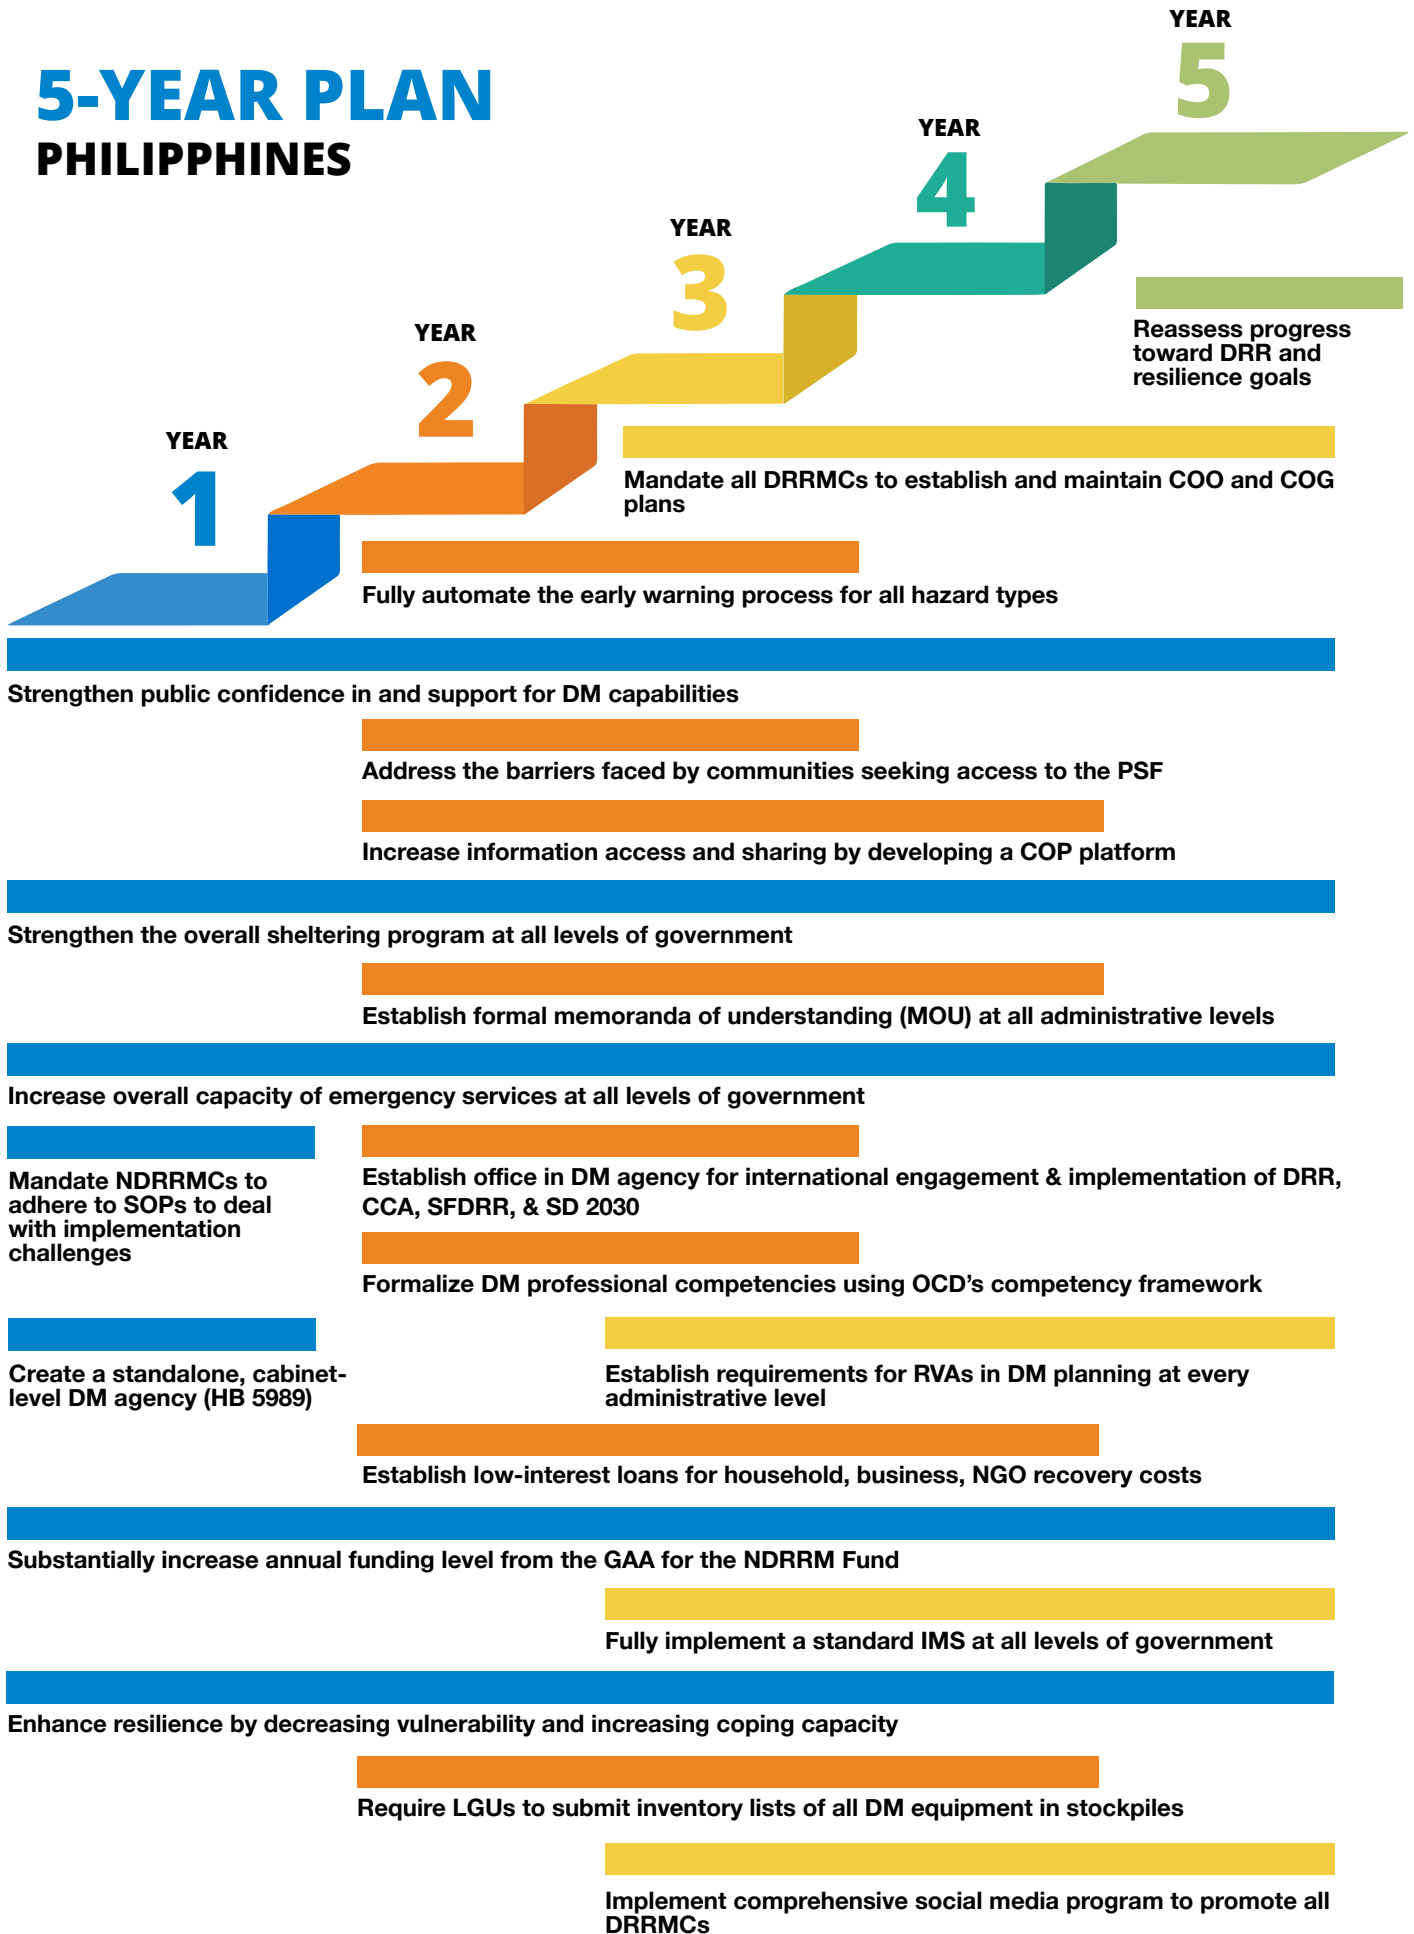 5-YEAR PLAN
PHILIPPHINES
YEAR
1
YEAR
2
YEAR
3
YEAR
4
YEAR
5
Reassess progress
toward DRR and
resilience goals
Mandate all DRRMCs to establish and maintain COO and COG
plans
Fully automate the early warning process for all hazard types
Strengthen public confidence in and support for DM capabilities
Address the barriers faced by communities seeking access to the PSF
Increase information access and sharing by developing a COP platform
Strengthen the overall sheltering program at all levels of government
Establish formal memoranda of understanding (MOU) at all administrative levels
Increase overall capacity of emergency services at all levels of government
Mandate NDRRMCs to
adhere to SOPs to deal
with implementation
challenges
Establish office in DM agency for international engagement & implementation of DRR,
CCA, SFDRR, & SD 2030
Formalize DM professional competencies using OCD’s competency framework
Create a standalone, cabinet-
level DM agency (HB 5989)
Establish requirements for RVAs in DM planning at every
administrative level
Establish low-interest loans for household, business, NGO recovery costs
Substantially increase annual funding level from the GAA for the NDRRM Fund
Fully implement a standard IMS at all levels of government
Enhance resilience by decreasing vulnerability and increasing coping capacity
Require LGUs to submit inventory lists of all DM equipment in stockpiles
Implement comprehensive social media program to promote all
DRRMCs